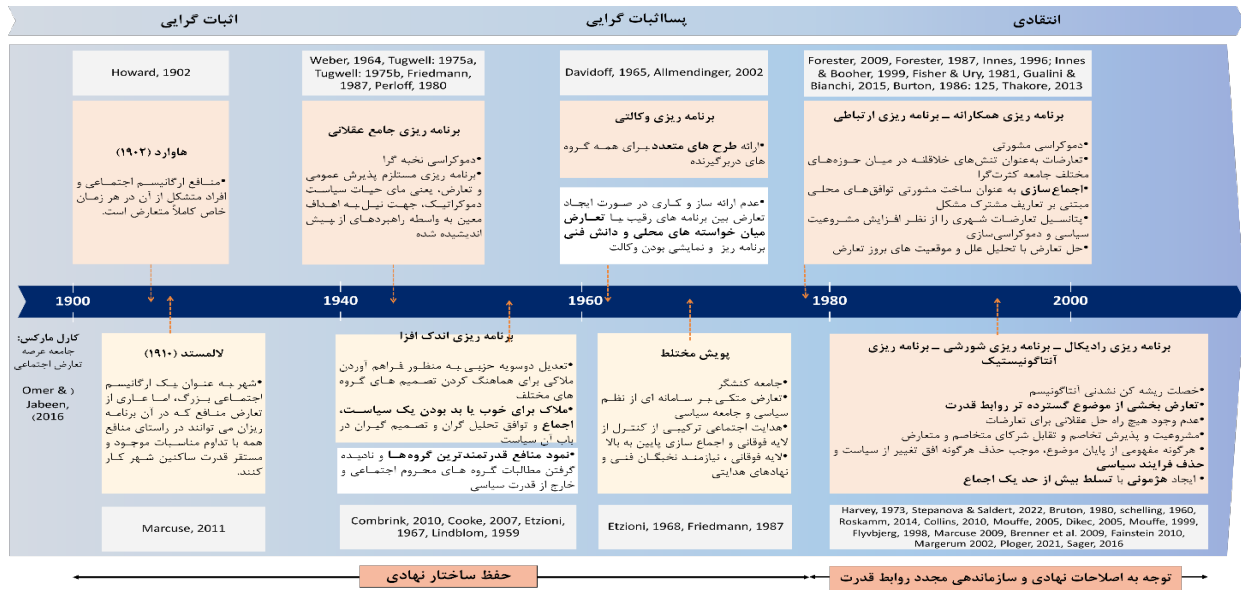 اثبات گرایی
پسااثبات گرایی
انتقادی
Howard, 1902
هاوارد (۱۹۰۲)
•منافع ارگانیسم اجتماعی و
افراد متشکل از آن در هر زمان
خاص کاملاً متعارض است.
Weber, 1964, Tugwell: 1975a,
Tugwell: 1975b, Friedmann,
1987, Perloff, 1980
برنامه ریزی جامع عقلانی
•دموکراسی نخبه گرا!
•برنامه ریزی مستلزم پذیرش عمومی
و تعارض، یعنی مای حیات سیاست
دموکراتیک، جهت نیل به اهداف
معین به واسطه راهبردهای از پیش
اندیشیده شده
Davidoff, 1965, Allmendinger, 2002
برنامه ریزی وکالتی
•ارائه طرح های متعدد برای همه گروه
های دربرگیرنده
•عدم ارائه ساز و کاری در صورت ایجاد
تعارض بین برنامه های رقیب یا تعارض
میان خواسته های محلی و دانش فنی
برنامه ریز و نمایشی بودن وکالت
Forester, 2009, Forester, 1987, Innes, 1996; Innes
& Booher, 1999, Fisher & Ury, 1981, Gualini &
Bianchi, 2015, Burton, 1986: 125, Thakore, 2013
برنامه ریزی همکارانه – برنامه ریزی ارتباطی
•دموکراسی مشورتی
•تعارضات به‌عنوان تنش‌های خلاقانه در میان حوزه‌های
مختلف جامعه کثرت‌گرا
•اجماع‌سازی به عنوان ساخت مشورتی توافق‌های محلی
مبتنی بر تعاریف مشترک مشکل
•پتانسیل تعارضات شهری را از نظر افزایش مشروعیت
سیاسی و دموکراسی‌سازی
•حل تعارض با تحلیل علل و موقعیت های بروز تعارض
1900
1940
1960
1980
2000
کارل مارکس:
جامعه عرصه
تعارض اجتماعی
Omer & )
Jabeen,
(2016
لالمستد (۱۹۱۰)
•شهر به عنوان یک ارگانیسم
اجتماعی بزرگ، اما عاری از
تعارض منافع که در آن برنامه
ریزان می توانند در راستای منافع
همه با تداوم مناسبات موجود و
مستقر قدرت ساکنین شهر کار
کنند.
Marcuse, 2011
برنامه ریزی اندک افزا
•تعدیل دوسویه جزیی به منظور فراهم آوردن
ملاکی برای هماهنگ کردن تصمیم های گروه
های مختلف
•ملاک برای خوب یا بد بودن یک سیاست،
اجماع و توافق تحلیل گران و تصمیم گیران در
باب آن سیاست
•نمود منافع قدرتمندترین گروه‌ها و نادیده
گرفتن مطالبات گروه های محروم اجتماعی و
خارج از قدرت سیاسی
Combrink, 2010, Cooke, 2007, Etzioni,
1967, Lindblom, 1959
پویش مختلط
•جامعه کنشگر
•تعارض متکی بر سامانه ای از نظم
سیاسی و جامعه سیاسی
•هدایت اجتماعی ترکیبی از کنترل از
لایه فوقانی و اجماع سازی پایین به بالا
•لایه فوقانی ، نیازمند نخبگان فنی و
نهادهای هدایتی
Etzioni, 1968, Friedmann, 1987
برنامه ریزی رادیکال – برنامه ریزی شورشی – برنامه ریزی
آنتاگونیستیک
•خصلت ریشه کن نشدنی آنتاگونیسم
•تعارض بخشی از موضوع گسترده تر روابط قدرت
•عدم وجود هیچ راه حل عقلانی برای تعارضات
•مشروعیت و پذیرش تخاصم و تقابل شرکای متخاصم و متعارض
•هرگونه مفهومی از پایان موضوع، موجب حذف هرگونه افق تغییر از سیاست و
حذف فرایند سیاسی
•ایجاد هژمونی با تسلط بیش از حد یک اجماع
Harvey, 1973, Stepanova & Saldert, 2022, Bruton, 1980, schelling, 1960,
Roskamm, 2014, Collins, 2010, Mouffe, 2005, Dikec, 2005, Mouffe, 1999,
Flyvbjerg, 1998, Marcuse 2009, Brenner et al. 2009, Fainstein 2010,
Margerum 2002, Ploger, 2021, Sager, 2016
حفظ ساختار نهادی
توجه به اصلاحات نهادی و سازماندهی مجدد روابط قدرت